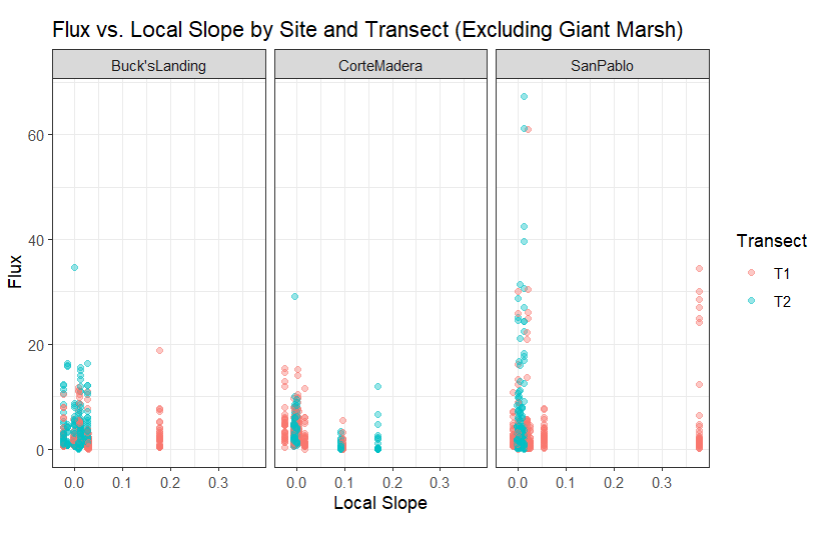 Flux vs. Local Slope by Site and Transect (Excluding Giant Marsh)
Buck'sLanding
CorteMadera
SanPablo
60
40
20
0
Flux
0.0 0.1 0.2 0.3
0.0 0.1 0.2 0.3
0.0 0.1 0.2 0.3
Local Slope
Transect
T1
T2